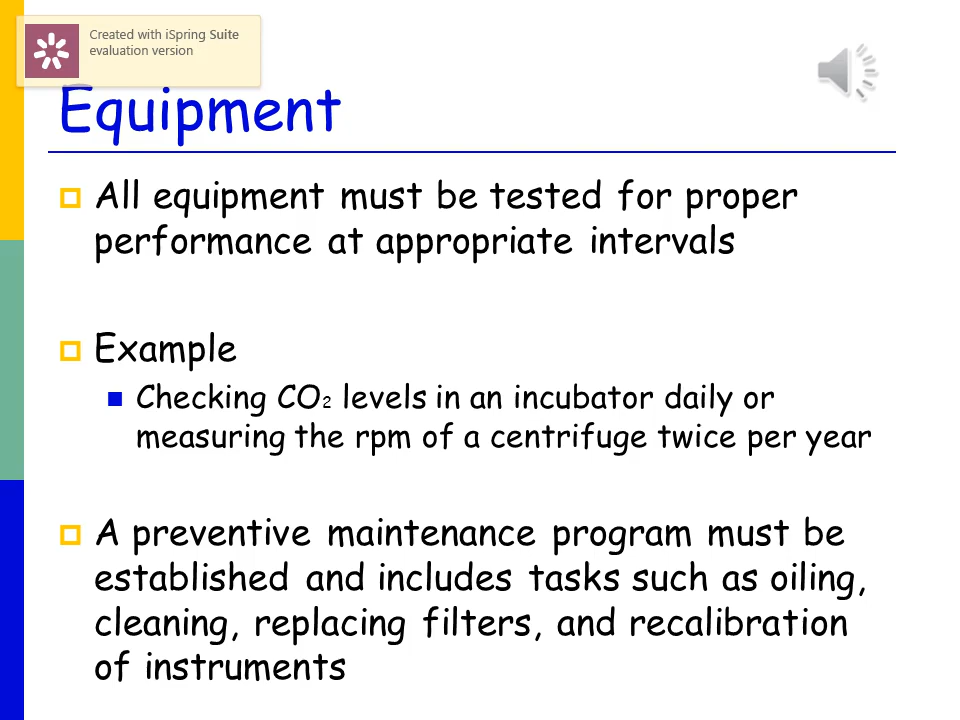 Created with iSpring Suite
evaluation version
Equipment
All equipment must be tested for proper
performance at appropriate intervals
Example
Checking CO₂ levels in an incubator daily or
measuring the rpm of a centrifuge twice per year
A preventive maintenance program must be
established and includes tasks such as oiling,
cleaning, replacing filters, and recalibration
of instruments